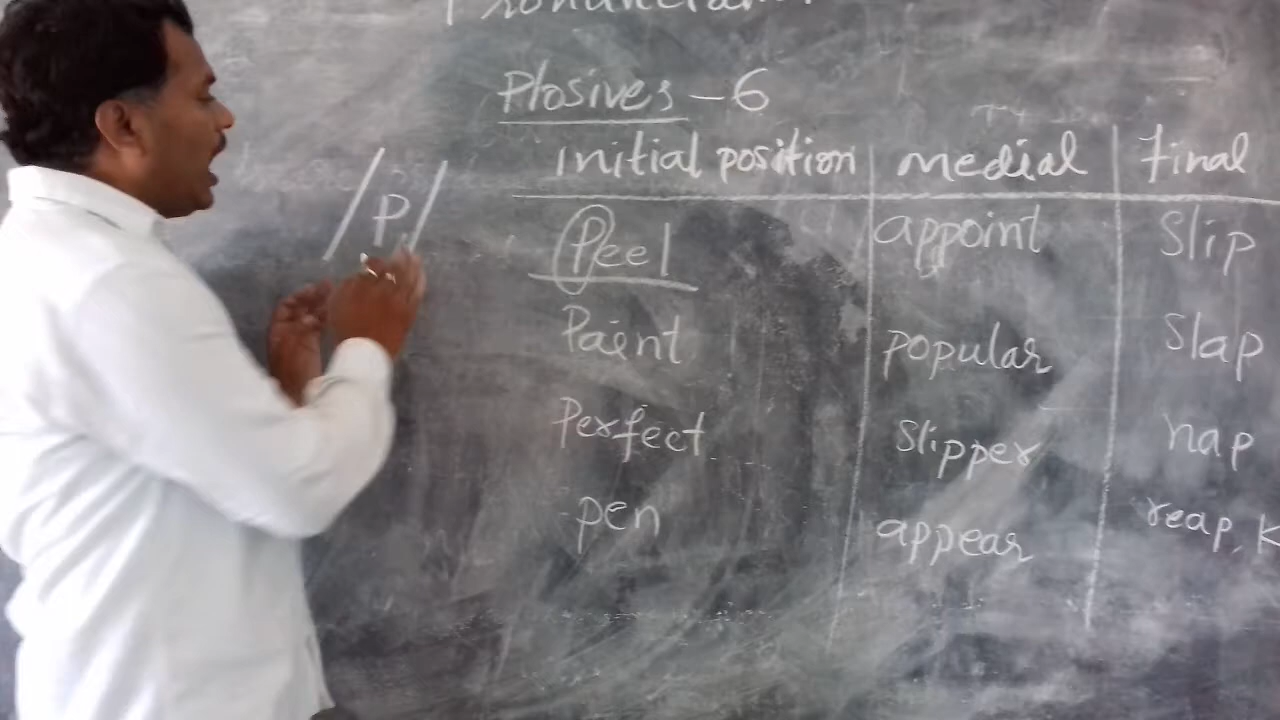 Plosives - 6
initial position medial Final
/P/
Peel appoint Slip
Paint popular Slap
Perfect slipper nap
pen appear reap,